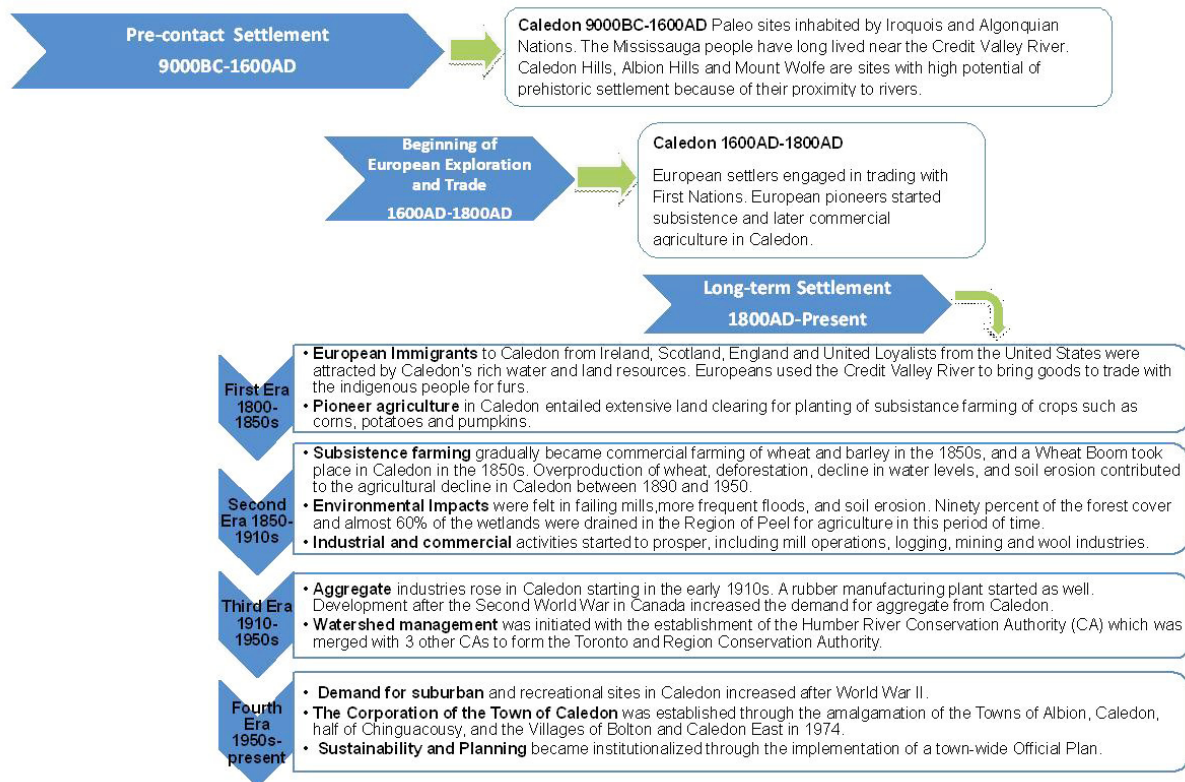 Pre-contact Settlement
9000BC-1600AD
Caledon 9000BC-1600AD Paleo sites inhabited by Iroquois and Algonquian
Nations. The Mississauga people have long lived near the Credit Valley River.
Caledon Hills, Albion Hills and Mount Wolfe are sites with high potential of
prehistoric settlement because of their proximity to rivers.
Beginning of
European Exploration
and Trade
1600AD-1800AD
Caledon 1600AD-1800AD
European settlers engaged in trading with
First Nations. European pioneers started
subsistence and later commercial
agriculture in Caledon.
Long-term Settlement
1800AD-Present
First Era
1800-
1850s
• European Immigrants to Caledon from Ireland, Scotland, England and United Loyalists from the United States were
attracted by Caledon's rich water and land resources. Europeans used the Credit Valley River to bring goods to trade with
the indigenous people for furs.
• Pioneer agriculture in Caledon entailed extensive land clearing for planting of subsistance farming of crops such as
corns, potatoes and pumpkins.
Second
Era 1850-
1910s
• Subsistence farming gradually became commercial farming of wheat and barley in the 1850s, and a Wheat Boom took
place in Caledon in the 1850s. Overproduction of wheat, deforestation, decline in water levels, and soil erosion contributed
to the agricultural decline in Caledon between 1890 and 1950.
• Environmental Impacts were felt in failing mills,more frequent floods, and soil erosion. Ninety percent of the forest cover
and almost 60% of the wetlands were drained in the Region of Peel for agriculture in this period of time.
• Industrial and commercial activities started to prosper, including mill operations, logging, mining and wool industries.
Third Era
1910-
1950s
• Aggregate industries rose in Caledon starting in the early 1910s. A rubber manufacturing plant started as well.
Development after the Second World War in Canada increased the demand for aggregate from Caledon.
• Watershed management was initiated with the establishment of the Humber River Conservation Authority (CA) which was
merged with 3 other CAs to form the Toronto and Region Conservation Authority.
Fourth
Era
1950s-
present
• Demand for suburban and recreational sites in Caledon increased after World War II.
• The Corporation of the Town of Caledon was established through the amalgamation of the Towns of Albion, Caledon,
half of Chinguacousy, and the Villages of Bolton and Caledon East in 1974.
• Sustainability and Planning became institutionalized through the implementation of a town-wide Official Plan.